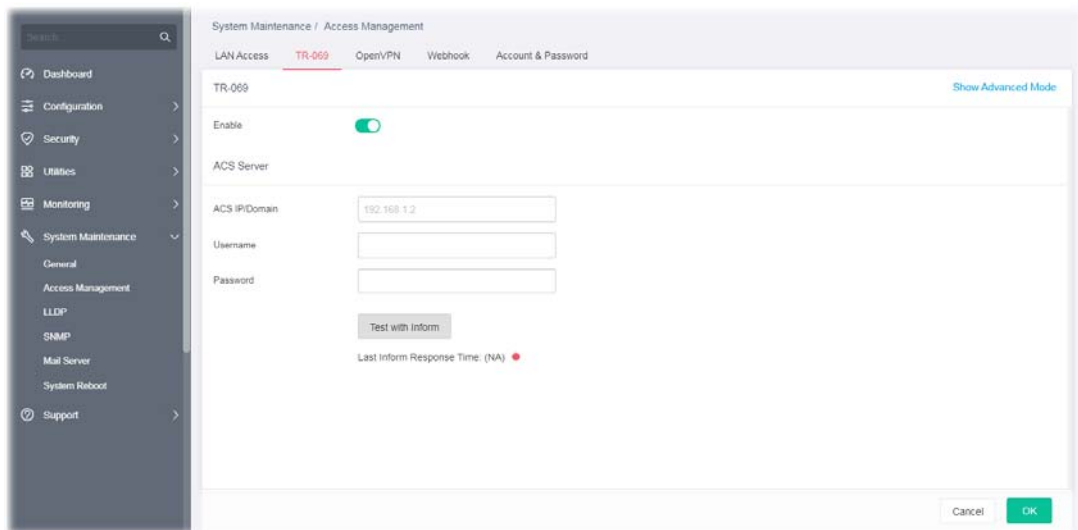 Search...
Dashboard
Configuration
Security
Utilities
Monitoring
System Maintenance
General
Access Management
LLDP
SNMP
Mail Server
System Reboot
Support
System Maintenance / Access Management
LAN Access TR-069 OpenVPN Webhook Account & Password
TR-069 Show Advanced Mode
Enable
ACS Server
ACS IP/Domain 192.168.1.2
Username
Password
Test with Inform
Last Inform Response Time: (NA)
Cancel OK